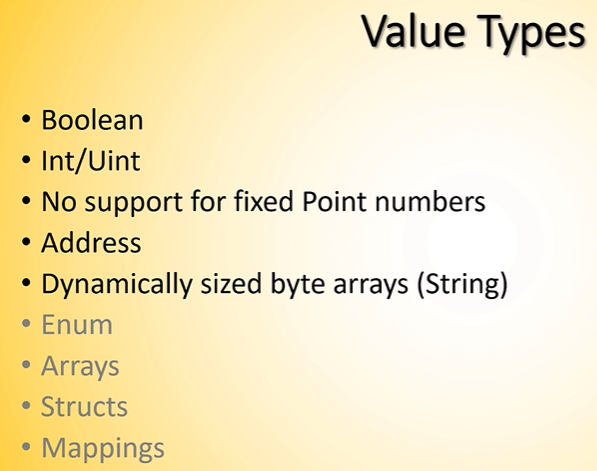 Value Types
• Boolean
• Int/Uint
• No support for fixed Point numbers
• Address
• Dynamically sized byte arrays (String)
• Enum
• Arrays
• Structs
• Mappings